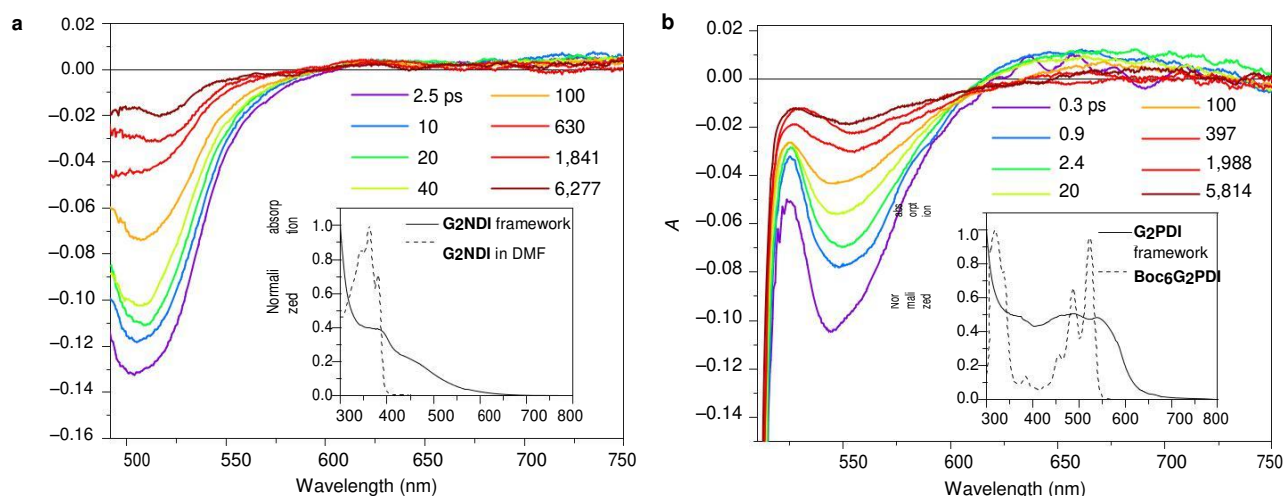 a
0.02
0.00
−0.02
−0.04
−0.06
−0.08
−0.10
−0.12
−0.14
−0.16
2.5 ps
10
20
40
100
630
1,841
6,277
absorp
tion
Normali
zed
1.0
0.8
0.6
0.4
0.2
0.0
G2NDI framework
G2NDI in DMF
300 400 500 600 700 800
500 550 600 650 700 750
Wavelength (nm)
b
A
0.02
0.00
−0.02
−0.04
−0.06
−0.08
−0.10
−0.12
−0.14
0.3 ps
0.9
2.4
20
100
397
1,988
5,814
abs
orpt
ion
Nor
mali
zed
1.0
0.8
0.6
0.4
0.2
0.0
G2PDI
framework
Boc6G2PDI
300 400 500 600 700 800
550 600 650 700 750
Wavelength (nm)